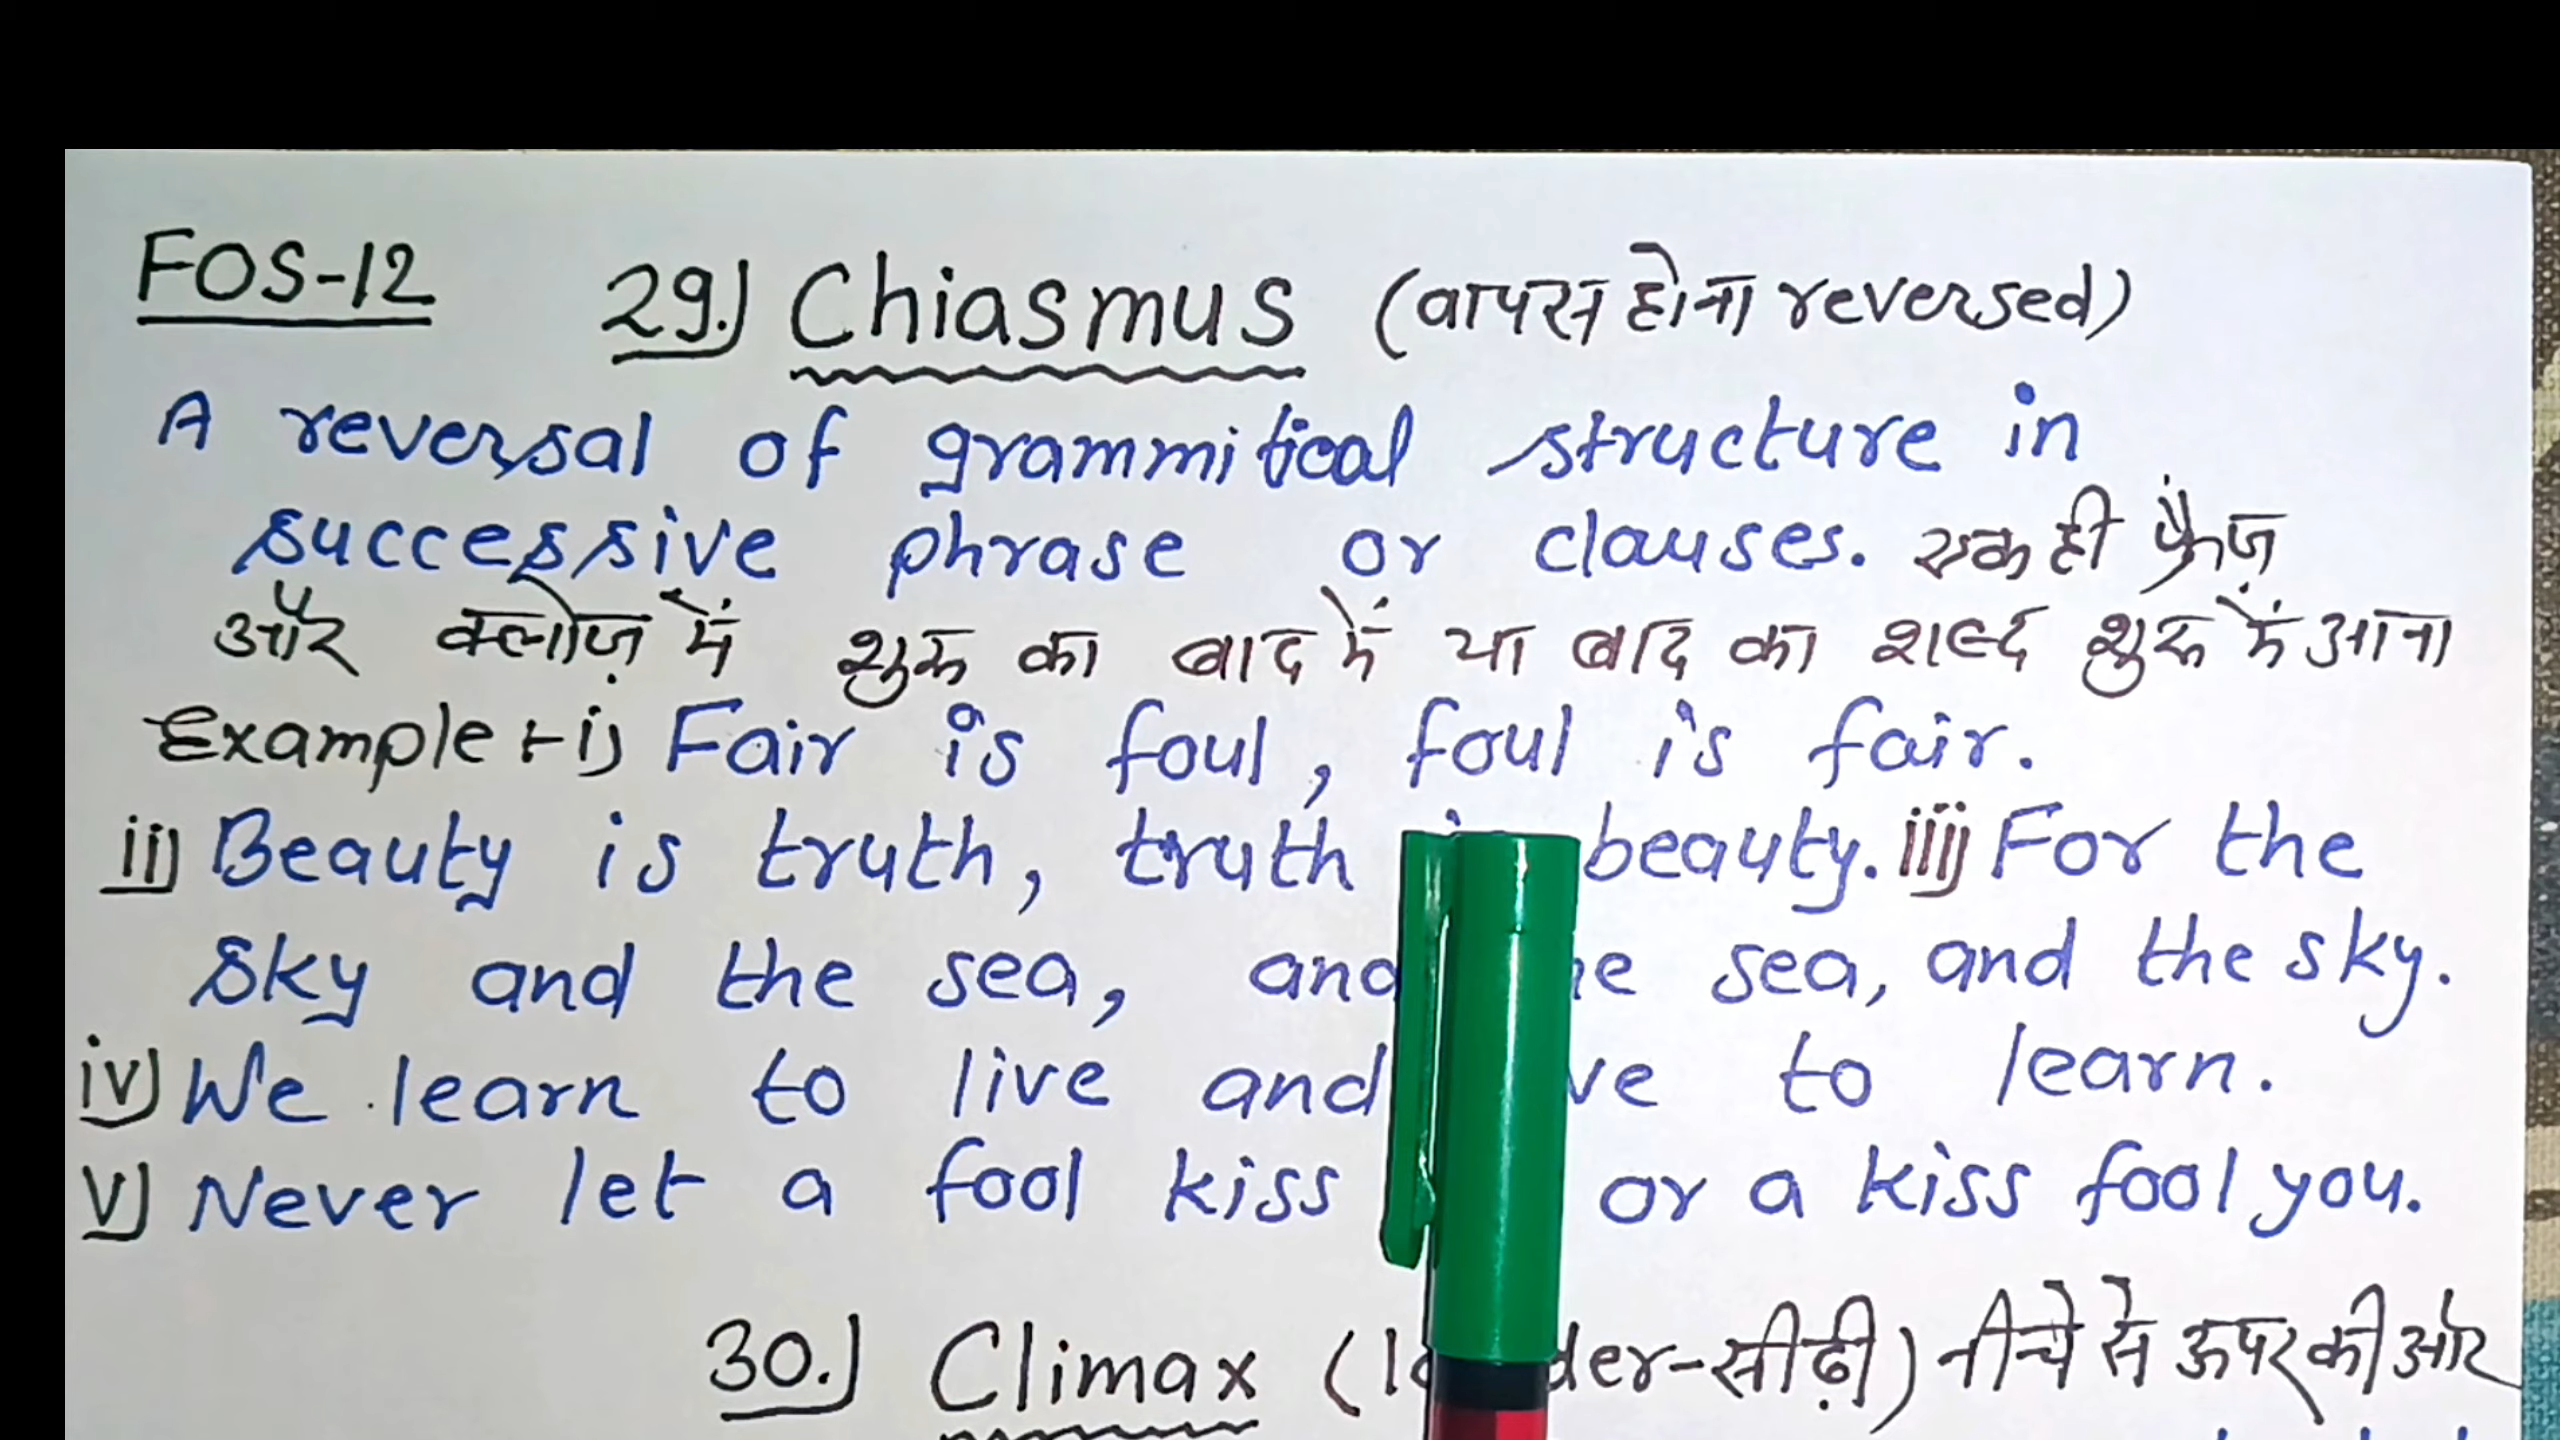 FOS-12 29.) Chiasmus (वापस होना reversed)
A reversal of grammitical structure in
successive phrase or clauses. एक ही फ्रैंज़
और क्लोज़ में शुरू का बाद में या बाद का शब्द शुरू में आना
Example :- i) Fair is foul, foul is fair.
ii) Beauty is truth, truth beauty. iii) For the
sky and the sea, and sea, and the sky.
iv) We learn to live and to learn.
v) Never let a fool kiss or a kiss fool you.
30.) Climax ( der-सीढ़ी) नीचे से ऊपर की ओर